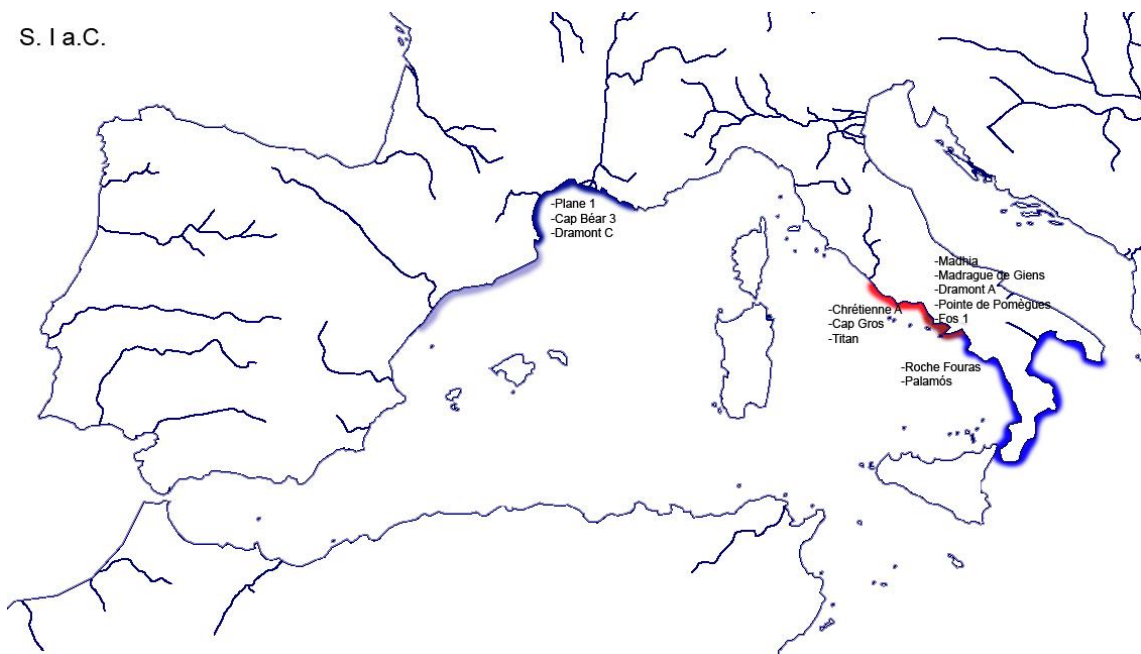 S. I a.C.
-Plane 1
-Cap Béar 3
-Dramont C
-Madhia
-Madrague de Giens
-Dramont A
-Pointe de Pomègues
-Fos 1
-Chrétienne A
-Cap Gros
-Titan
-Roche Fouras
-Palamós